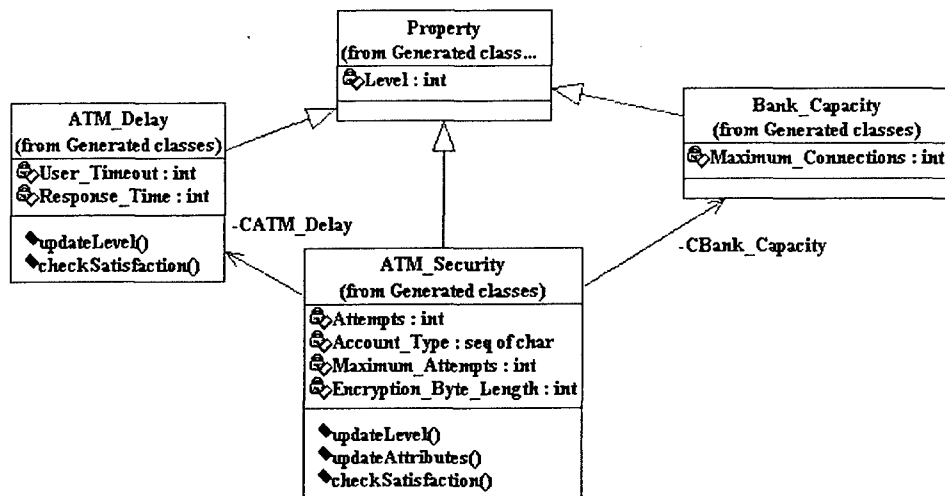 Property
(from Generated class...
Level : int
ATM_Delay
(from Generated classes)
User_Timeout : int
Response_Time : int
updateLevel()
checkSatisfaction()
Bank_Capacity
(from Generated classes)
Maximum_Connections : int
-CATM_Delay
-CBank_Capacity
ATM_Security
(from Generated classes)
Attempts : int
Account_Type : seq of char
Maximum_Attempts : int
Encryption_Byte_Length : int
updateLevel()
updateAttributes()
checkSatisfaction()